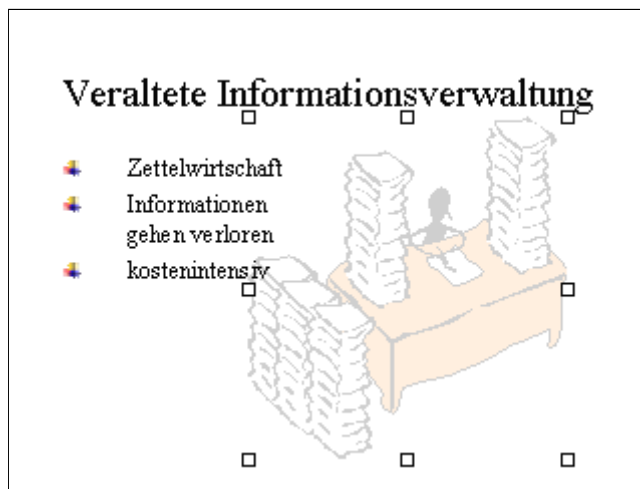 Veraltete Informationsverwaltung
Zettelwirtschaft
Informationen
gehen verloren
kostenintensiv